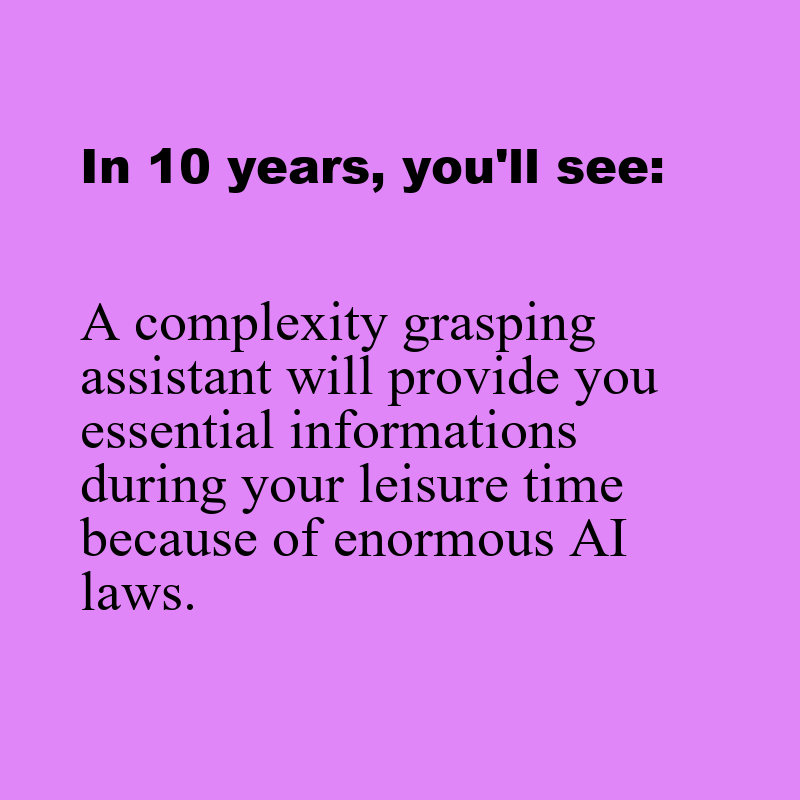 In 10 years, you'll see:
A complexity grasping
assistant will provide you
essential informations
during your leisure time
because of enormous AI
laws.